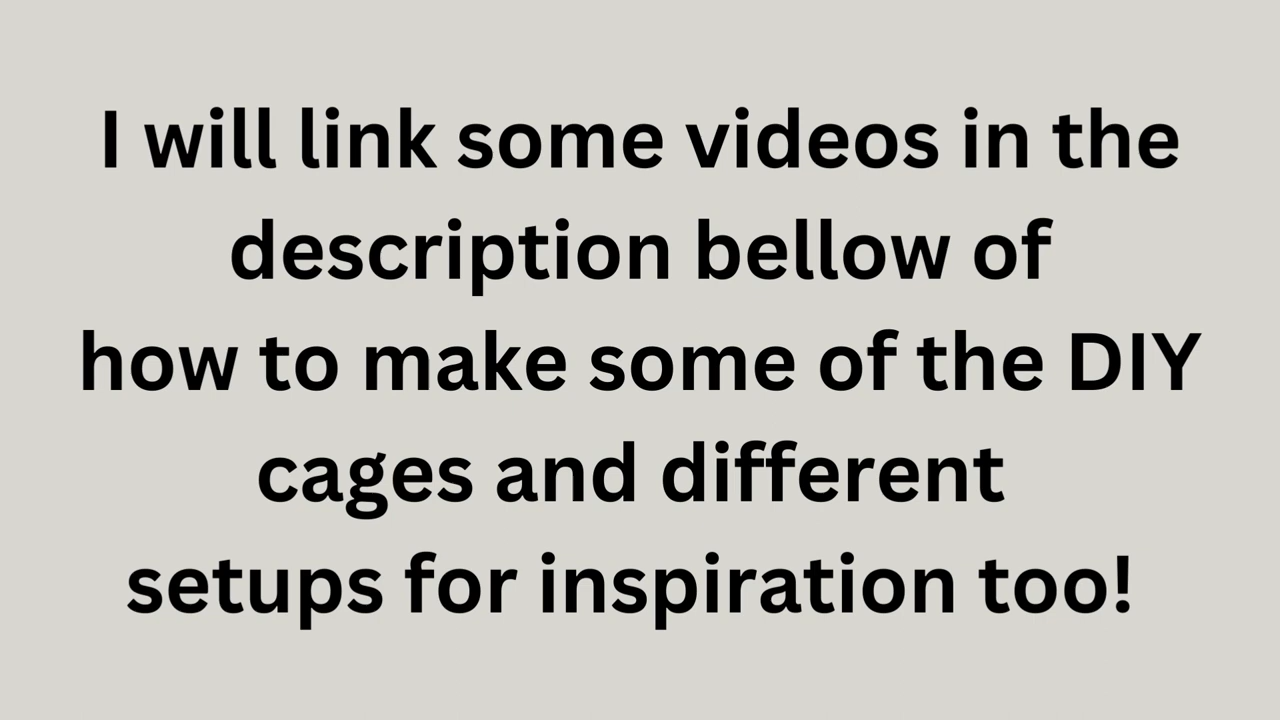 I will link some videos in the
description bellow of
how to make some of the DIY
cages and different
setups for inspiration too!